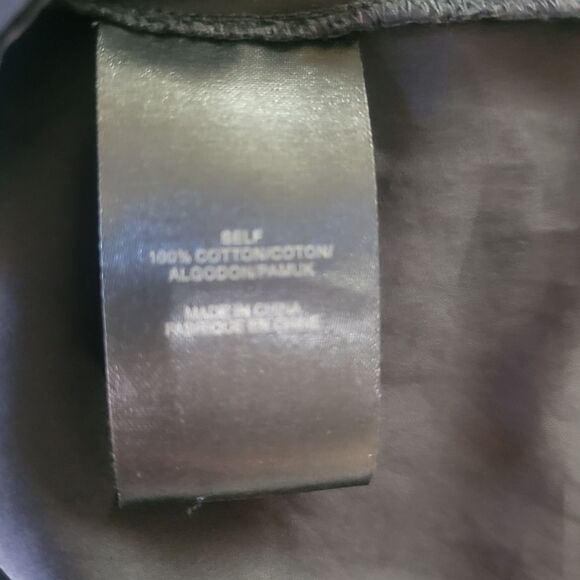 SELF
100% COTTON/COTON/
ALGODON/PAMUK
MADE IN CHINA
FABRIQUE EN CHINE